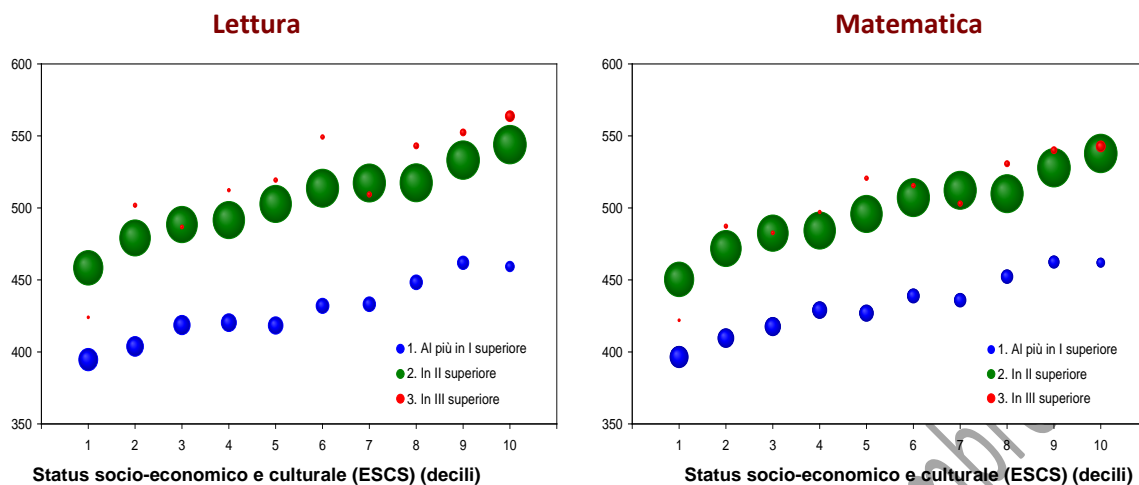 Lettura
600
550
500
450
400
350
1. Al più in I superiore
2. In II superiore
3. In III superiore
1 2 3 4 5 6 7 8 9 10
Status socio-economico e culturale (ESCS) (decili)
Matematica
600
550
500
450
400
350
1. Al più in I superiore
2. In II superiore
3. In III superiore
1 2 3 4 5 6 7 8 9 10
Status socio-economico e culturale (ESCS) (decili)